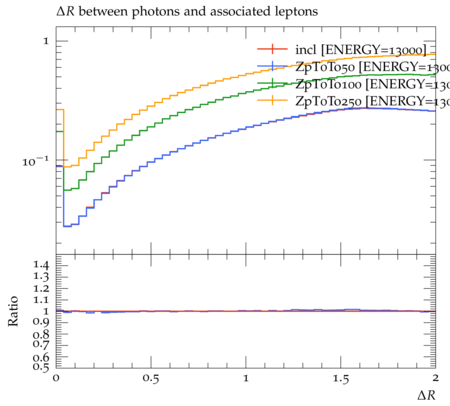 ΔR between photons and associated leptons
1
10⁻¹
incl [ENERGY=13000]
ZpToTo50 [ENERGY=1300
ZpToTo100 [ENERGY=130
ZpToTo250 [ENERGY=130
Ratio
1.4
1.3
1.2
1.1
1
0.9
0.8
0.7
0.6
0.5
0 0.5 1 1.5 2
ΔR